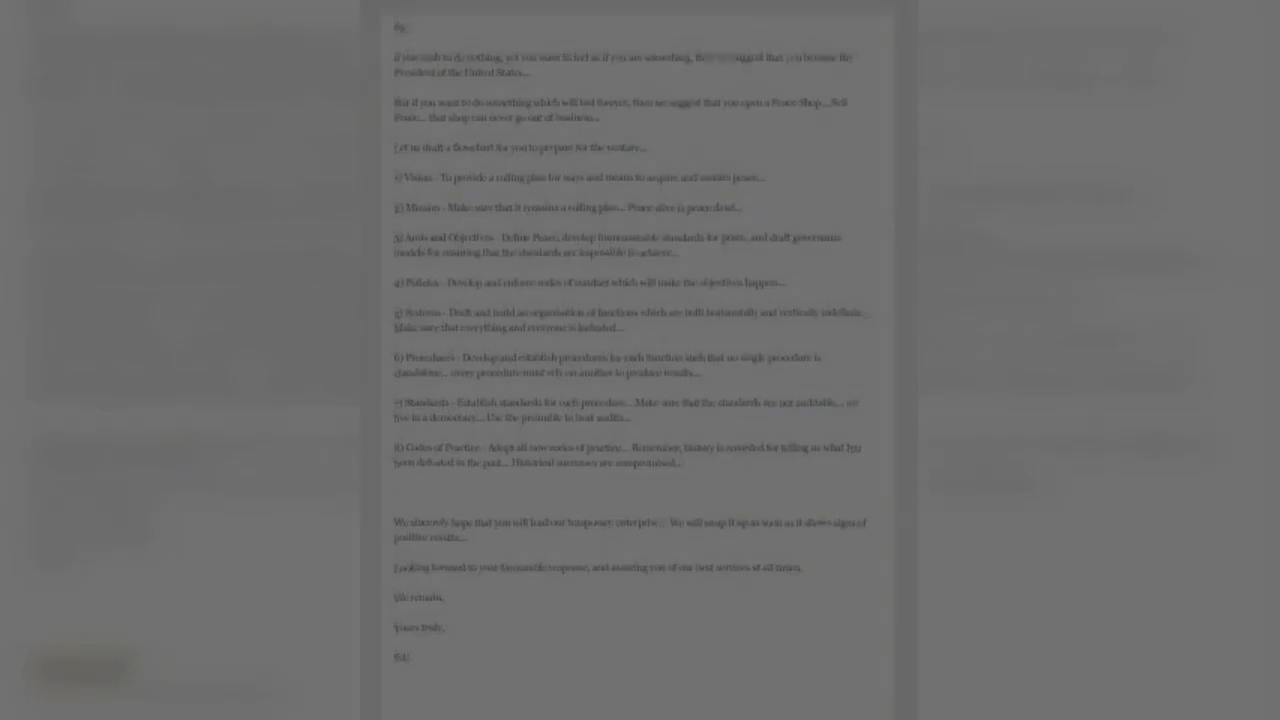 if you wish to do nothing, yet you want to feel as if you are something, then suggest that you become the
President of the United States...
But if you want to do something which will last forever, then we suggest that you open a Peace Shop... Sell
Peace... that shop can never go out of business...
Let us draft a flowchart for you to prepare for the venture...
1) Vision - To provide a rolling plan for ways and means to acquire and sustain peace...
2) Mission - Make sure that it remains a rolling plan... Peace alive is peace dead...
3) Aims and Objectives - Define Peace, develop immeasurable standards for peace, and draft governance
models for ensuring that the standards are impossible to achieve...
4) Policies - Develop and enforce codes of conduct which will make the objectives happen...
5) Systems - Draft and build an organisation of functions which are built horizontally and vertically indefinite..
Make sure that everything and everyone is included...
6) Procedures - Develop and establish procedures for each function such that no single procedure is
standalone... every procedure must rely on another to produce results...
7) Standards - Establish standards for each procedure... Make sure that the standards are not auditable... we
live in a democracy... Use the preamble to beat audits...
8) Codes of Practice - Adopt all new codes of practice... Remember, history is revested for telling us what has
been defeated in the past... Historical successes are compromised...
We sincerely hope that you will lead our temporary enterprise... We will snap it up as soon as it shows signs of
positive results...
Looking forward to your favourable response, and assuring you of our best services at all times,
We remain,
Yours truly,